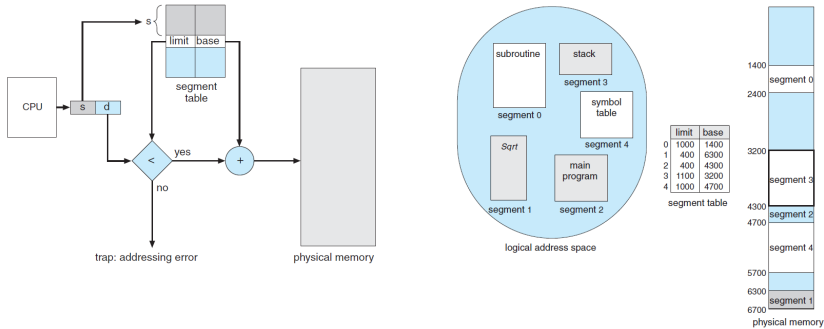 s
limit base
segment
table
CPU
s d
<
yes
+
no
trap: addressing error
physical memory
subroutine
segment 0
stack
segment 3
symbol
table
segment 4
Sqrt
segment 1
main
program
segment 2
logical address space
limit base
0 1000 1400
1 400 6300
2 400 4300
3 1100 3200
4 1000 4700
segment table
1400
segment 0
2400
3200
segment 3
4300
segment 2
4700
segment 4
5700
6300
segment 1
6700
physical memory